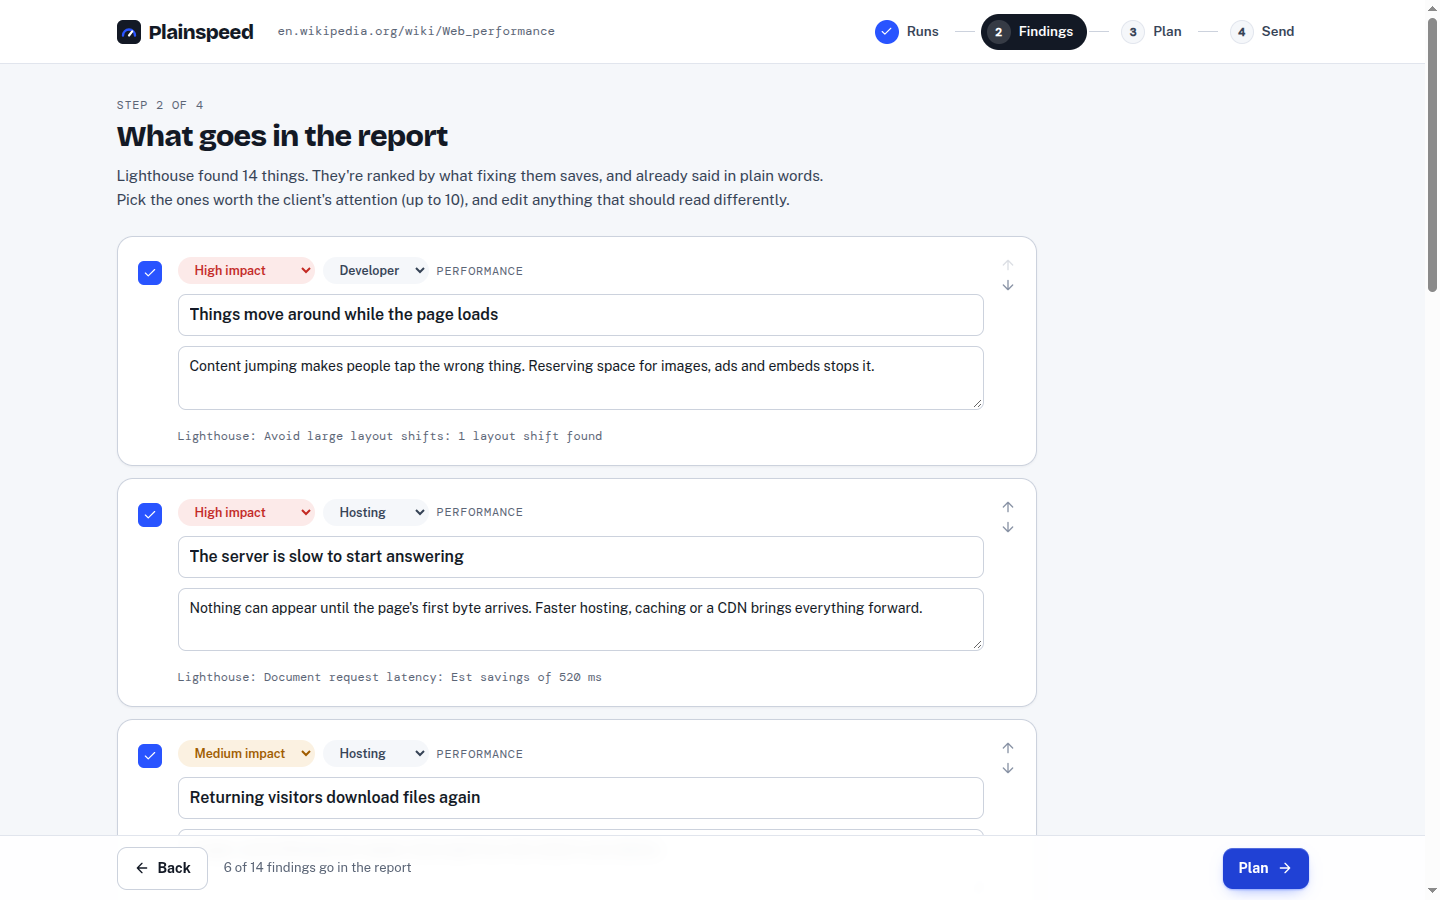 Plainspeed
en.wikipedia.org/wiki/Web_performance
Runs
2 Findings
3 Plan
4 Send
STEP 2 OF 4
What goes in the report
Lighthouse found 14 things. They're ranked by what fixing them saves, and already said in plain words.
Pick the ones worth the client's attention (up to 10), and edit anything that should read differently.
High impact Developer PERFORMANCE
Things move around while the page loads
Content jumping makes people tap the wrong thing. Reserving space for images, ads and embeds stops it.
Lighthouse: Avoid large layout shifts: 1 layout shift found
High impact Hosting PERFORMANCE
The server is slow to start answering
Nothing can appear until the page's first byte arrives. Faster hosting, caching or a CDN brings everything forward.
Lighthouse: Document request latency: Est savings of 520 ms
Medium impact Hosting PERFORMANCE
Returning visitors download files again
Back
6 of 14 findings go in the report
Plan